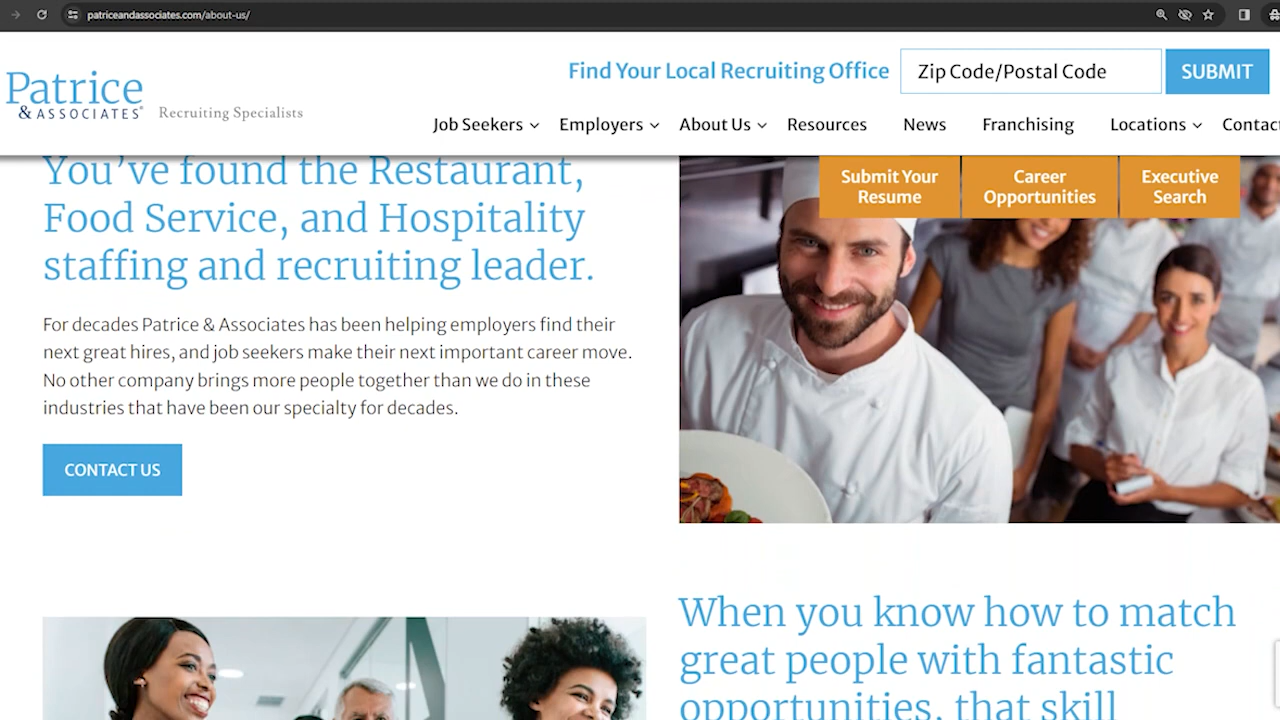 patriceandassociates.com/about-us/
Find Your Local Recruiting Office
Zip Code/Postal Code
SUBMIT
Patrice
& ASSOCIATES®
Recruiting Specialists
Job Seekers
Employers
About Us
Resources
News
Franchising
Locations
Contac
You’ve found the Restaurant,
Food Service, and Hospitality
staffing and recruiting leader.
Submit Your
Resume
Career
Opportunities
Executive
Search
For decades Patrice & Associates has been helping employers find their
next great hires, and job seekers make their next important career move.
No other company brings more people together than we do in these
industries that have been our specialty for decades.
CONTACT US
When you know how to match
great people with fantastic
opportunities, that skill